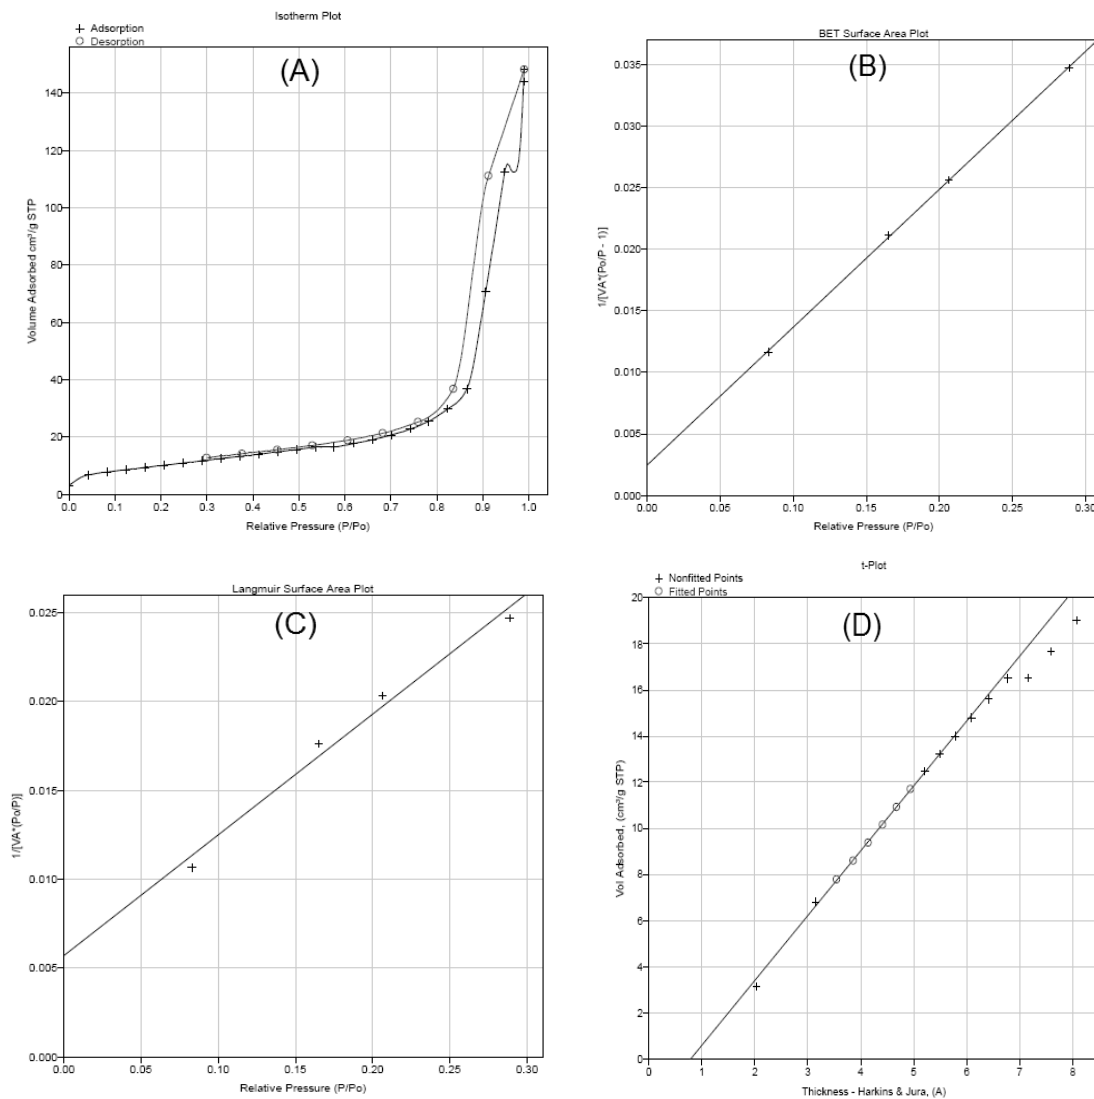 Isotherm Plot
+ Adsorption
○ Desorption
(A)
Volume Adsorbed cm³/g STP
140
120
100
80
60
40
20
0
0.0 0.1 0.2 0.3 0.4 0.5 0.6 0.7 0.8 0.9 1.0
Relative Pressure (P/Po)
BET Surface Area Plot
(B)
1/[VA*(Po/P - 1)]
0.035
0.030
0.025
0.020
0.015
0.010
0.005
0.000
0.00 0.05 0.10 0.15 0.20 0.25 0.30
Relative Pressure (P/Po)
Langmuir Surface Area Plot
(C)
1/[VA*(Po/P)]
0.025
0.020
0.015
0.010
0.005
0.000
0.00 0.05 0.10 0.15 0.20 0.25 0.30
Relative Pressure (P/Po)
t-Plot
+ Nonfitted Points
○ Fitted Points
(D)
Vol Adsorbed, (cm³/g STP)
20
18
16
14
12
10
8
6
4
2
0
0 1 2 3 4 5 6 7 8
Thickness - Harkins & Jura, (A)